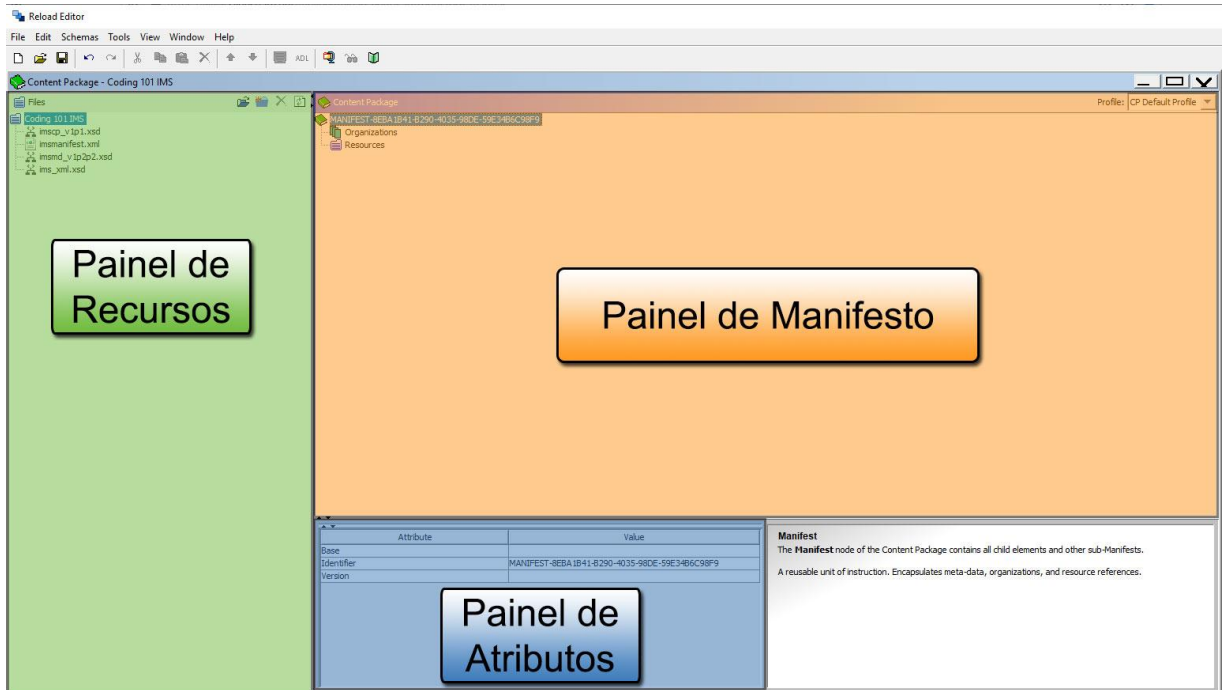 Reload Editor
File Edit Schemas Tools View Window Help
ADL
Content Package - Coding 101 IMS
Files
Coding 101 IMS
imscp_v1p1.xsd
imsmanifest.xml
imsmd_v1p2p2.xsd
ims_xml.xsd
Content Package
Profile: CP Default Profile
MANIFEST-8EBA1B41-B290-4035-98DE-59E34B6C98F9
Organizations
Resources
Painel de
Recursos
Painel de Manifesto
Attribute Value
Base
Identifier MANIFEST-8EBA1B41-B290-4035-98DE-59E34B6C98F9
Version
Painel de
Atributos
Manifest
The Manifest node of the Content Package contains all child elements and other sub-Manifests.
A reusable unit of instruction. Encapsulates meta-data, organizations, and resource references.